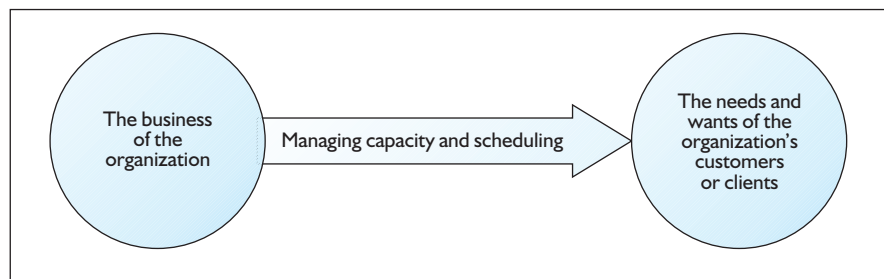 The business
of the
organization
Managing capacity and scheduling
The needs and
wants of the
organization's
customers
or clients